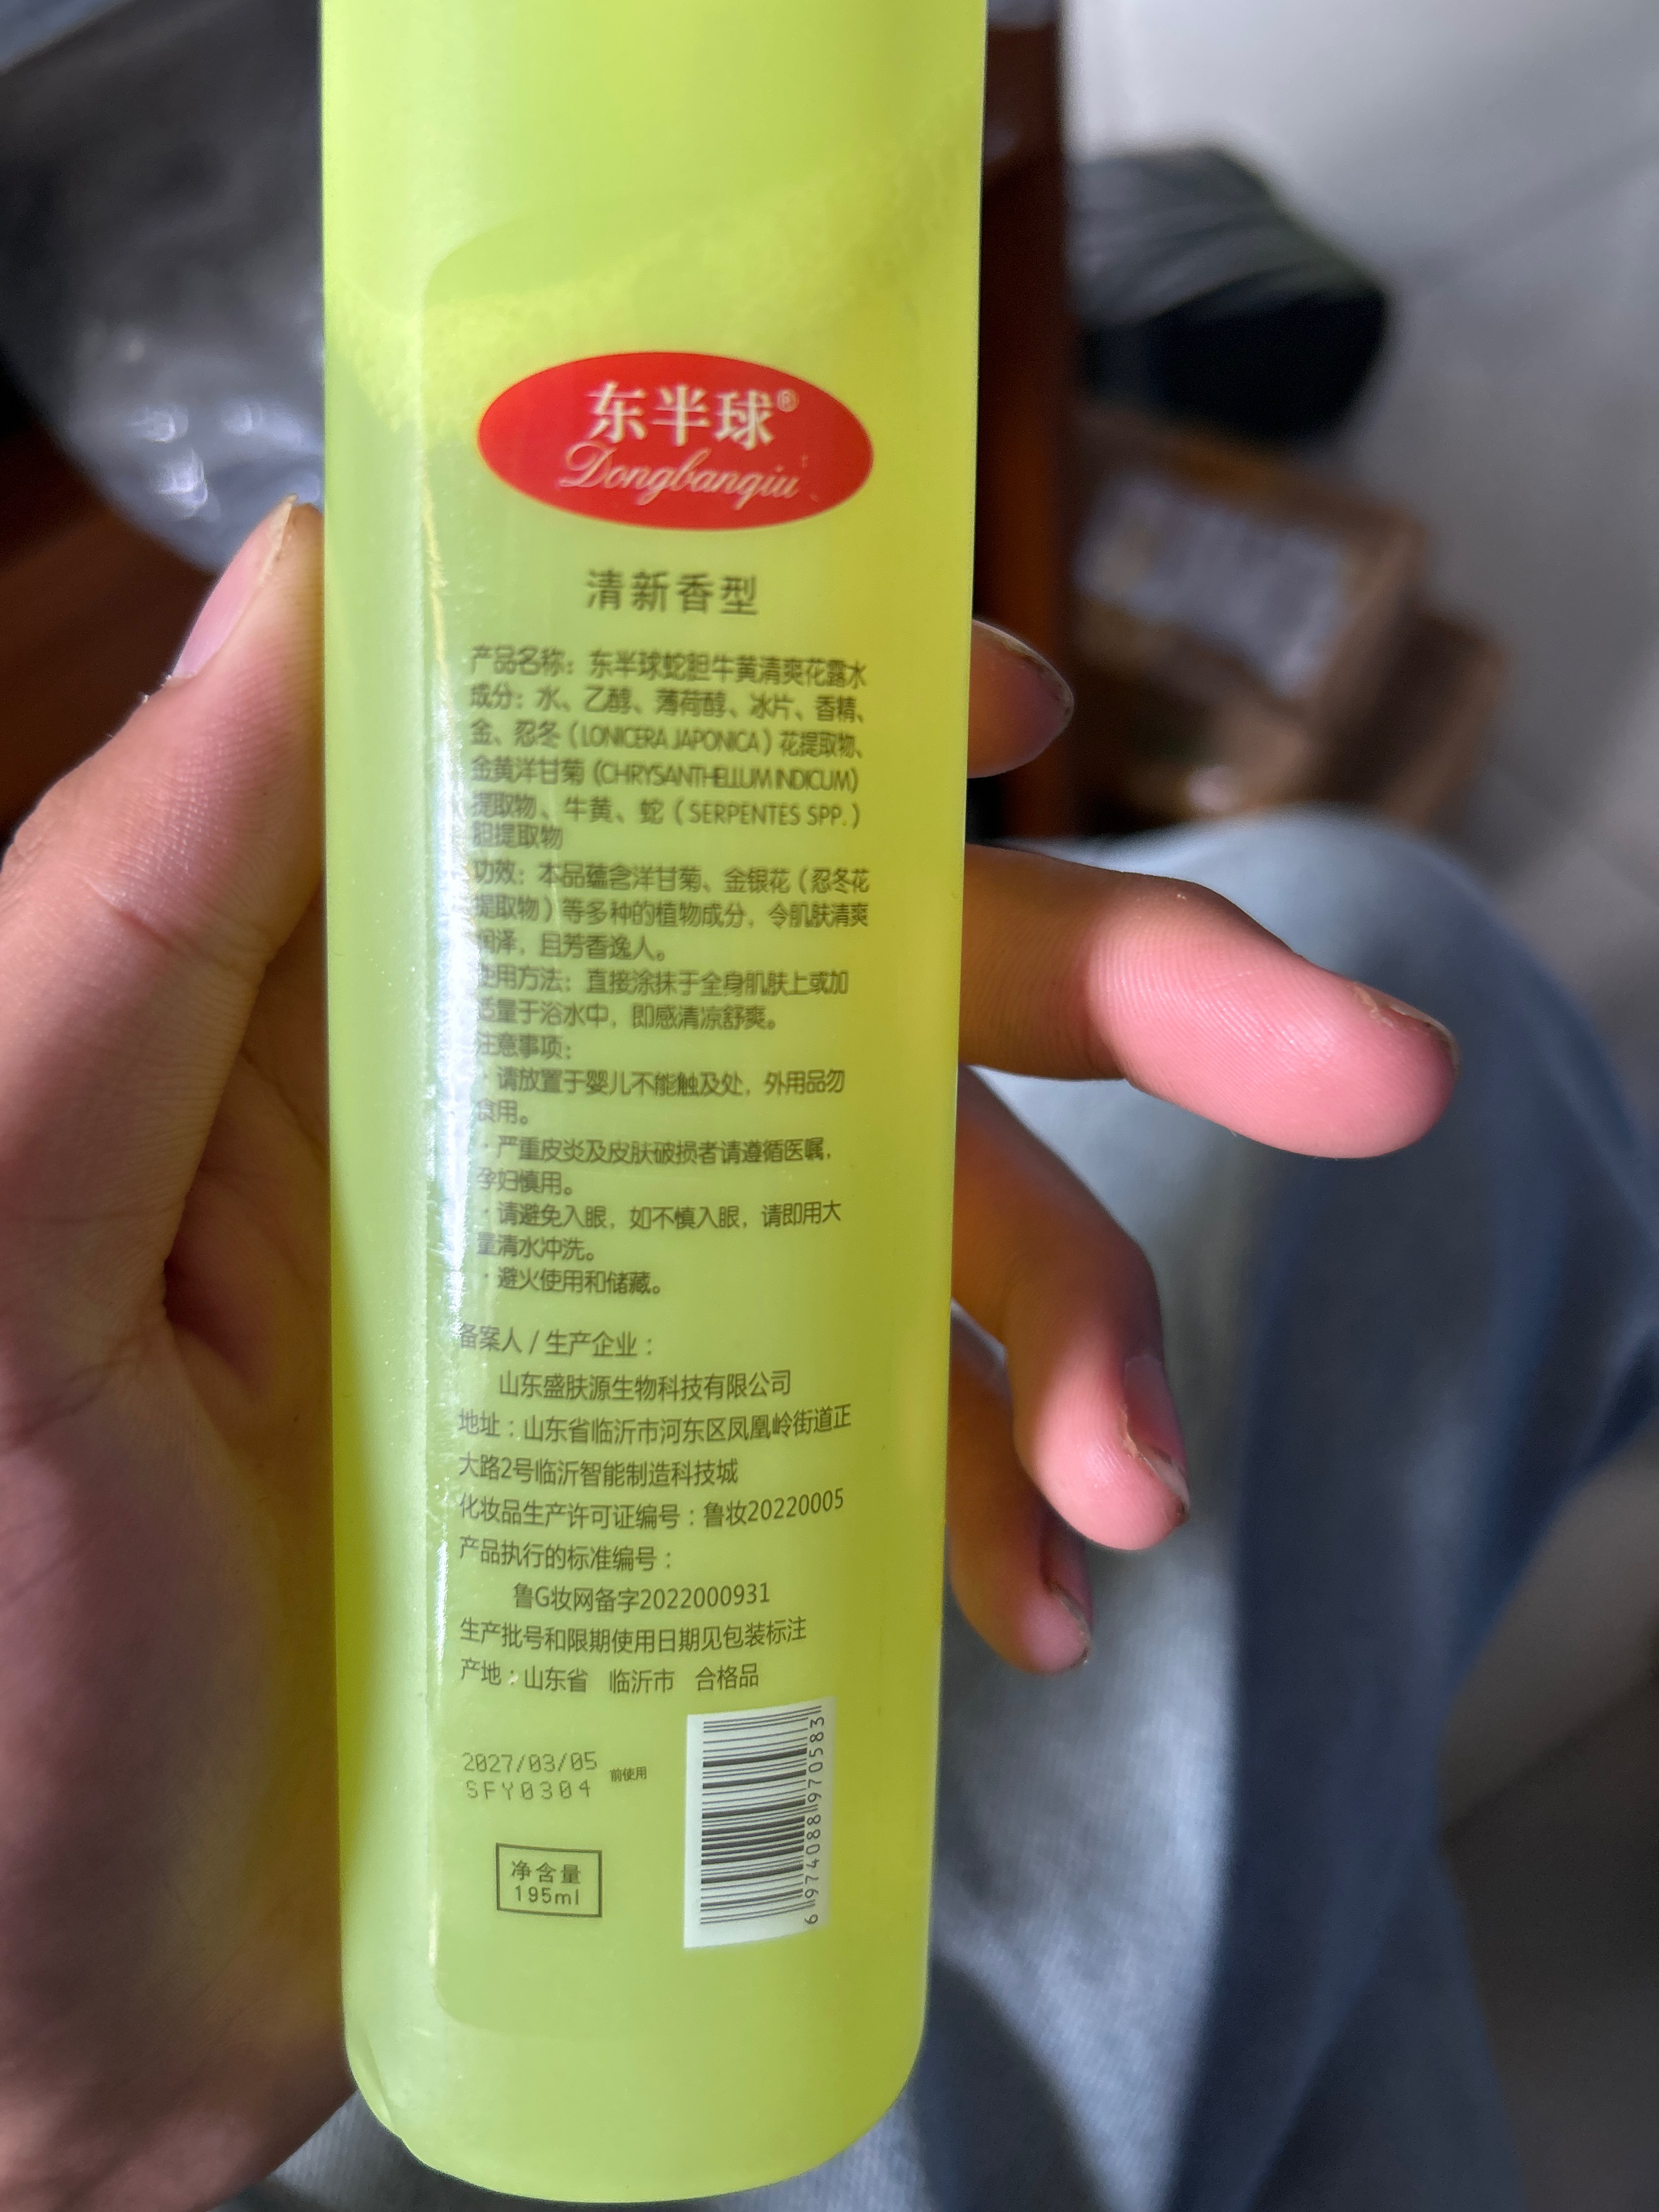 东半球®
Dongbanqiu
清新香型
产品名称：东半球蛇胆牛黄清爽花露水
成分：水、乙醇、薄荷醇、冰片、香精、
金、忍冬（LONICERA JAPONICA）花提取物、
金黄洋甘菊（CHRYSANTHELLUM INDICUM）
提取物、牛黄、蛇（SERPENTES SPP.）
胆提取物
功效：本品蕴含洋甘菊、金银花（忍冬花
提取物）等多种的植物成分，令肌肤清爽
润泽，且芳香逸人。
使用方法：直接涂抹于全身肌肤上或加
适量于浴水中，即感清凉舒爽。
注意事项：
·请放置于婴儿不能触及处，外用品勿
食用。
·严重皮炎及皮肤破损者请遵循医嘱，
孕妇慎用。
·请避免入眼，如不慎入眼，请即用大
量清水冲洗。
·避火使用和储藏。
备案人/生产企业：
山东盛肤源生物科技有限公司
地址：山东省临沂市河东区凤凰岭街道正
大路2号临沂智能制造科技城
化妆品生产许可证编号：鲁妆20220005
产品执行的标准编号：
鲁G妆网备字2022000931
生产批号和限期使用日期见包装标注
产地：山东省 临沂市 合格品
2027/03/05
SFY0304
前使用
净含量
195ml
6974088970583